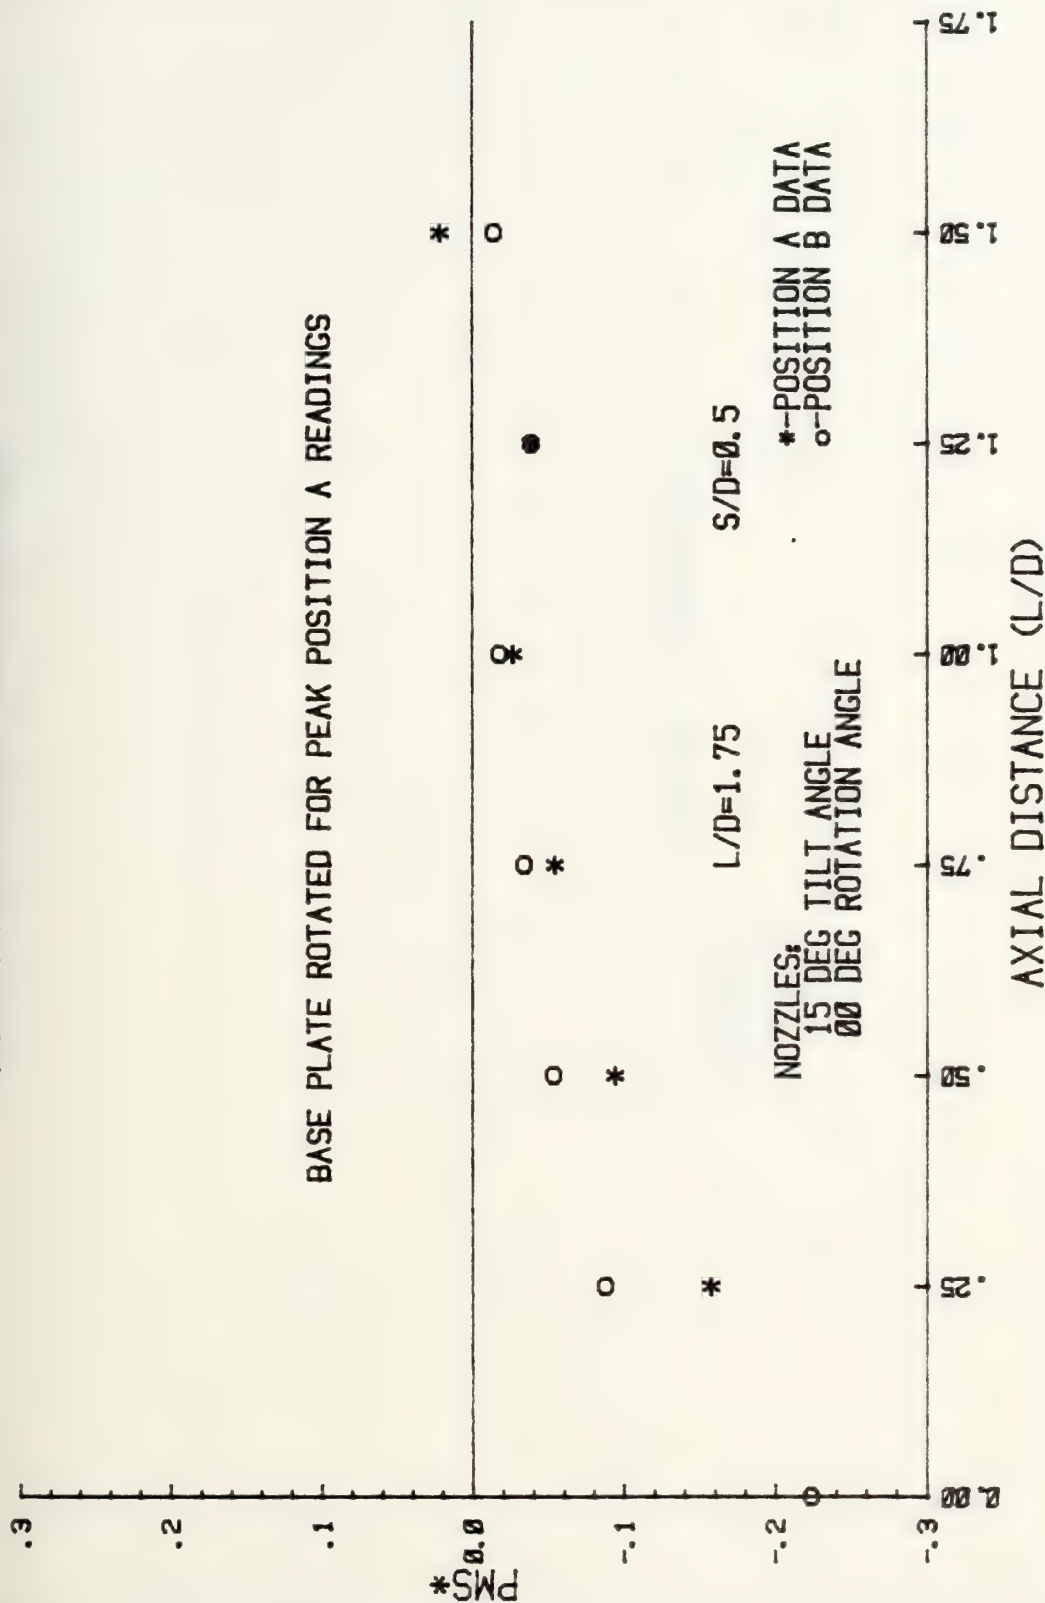 BASE PLATE ROTATED FOR PEAK POSITION A READINGS
PMS*
.3
.2
.1
0.0
-.1
-.2
-.3
L/D=1.75 S/D=0.5
NOZZLES:
15 DEG TILT ANGLE
00 DEG ROTATION ANGLE
*-POSITION A DATA
o-POSITION B DATA
0.00
.25
.50
.75
1.00
1.25
1.50
1.75
AXIAL DISTANCE (L/D)